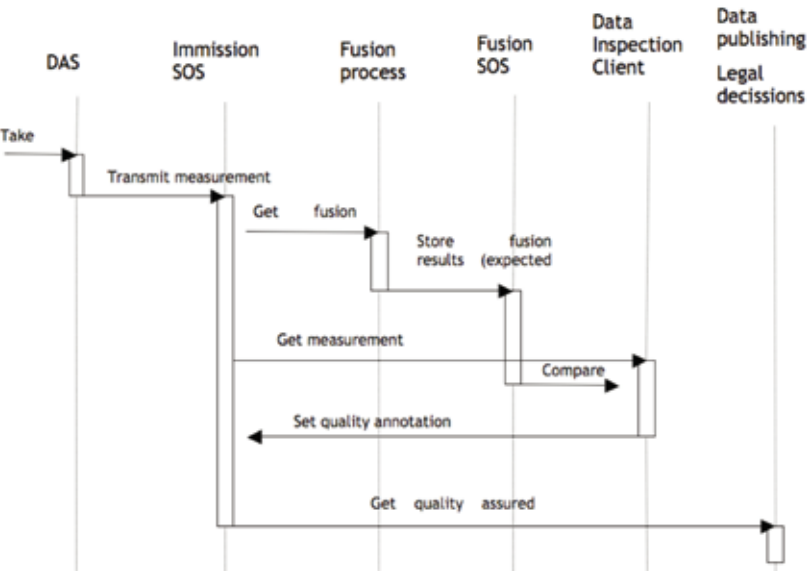 DAS
Immission
SOS
Fusion
process
Fusion
SOS
Data
Inspection
Client
Data
publishing
Legal
decissions
Take
Transmit measurement
Get fusion
Store fusion
results (expected
Get measurement
Compare
Set quality annotation
Get quality assured